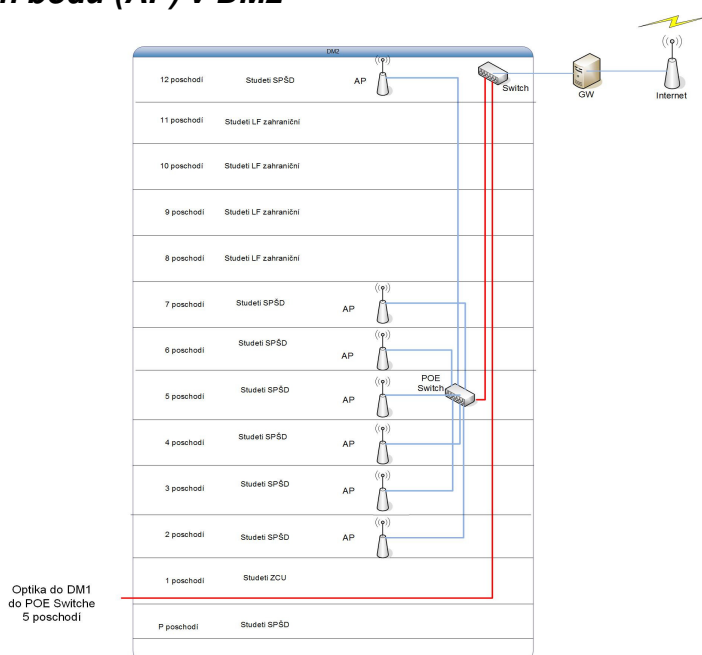 bodů (AP) v DM2
DM2
12 poschodí Studeti SPŠD AP
Switch
GW
Internet
11 poschodí Studeti LF zahraniční
10 poschodí Studeti LF zahraniční
9 poschodí Studeti LF zahraniční
8 poschodí Studeti LF zahraniční
7 poschodí Studeti SPŠD AP
6 poschodí Studeti SPŠD AP
POE
Switch
5 poschodí Studeti SPŠD AP
4 poschodí Studeti SPŠD AP
3 poschodí Studeti SPŠD AP
2 poschodí Studeti SPŠD AP
1 poschodí Studeti ZCU
Optika do DM1
do POE Switche
5 poschodí
P poschodí Studeti SPŠD